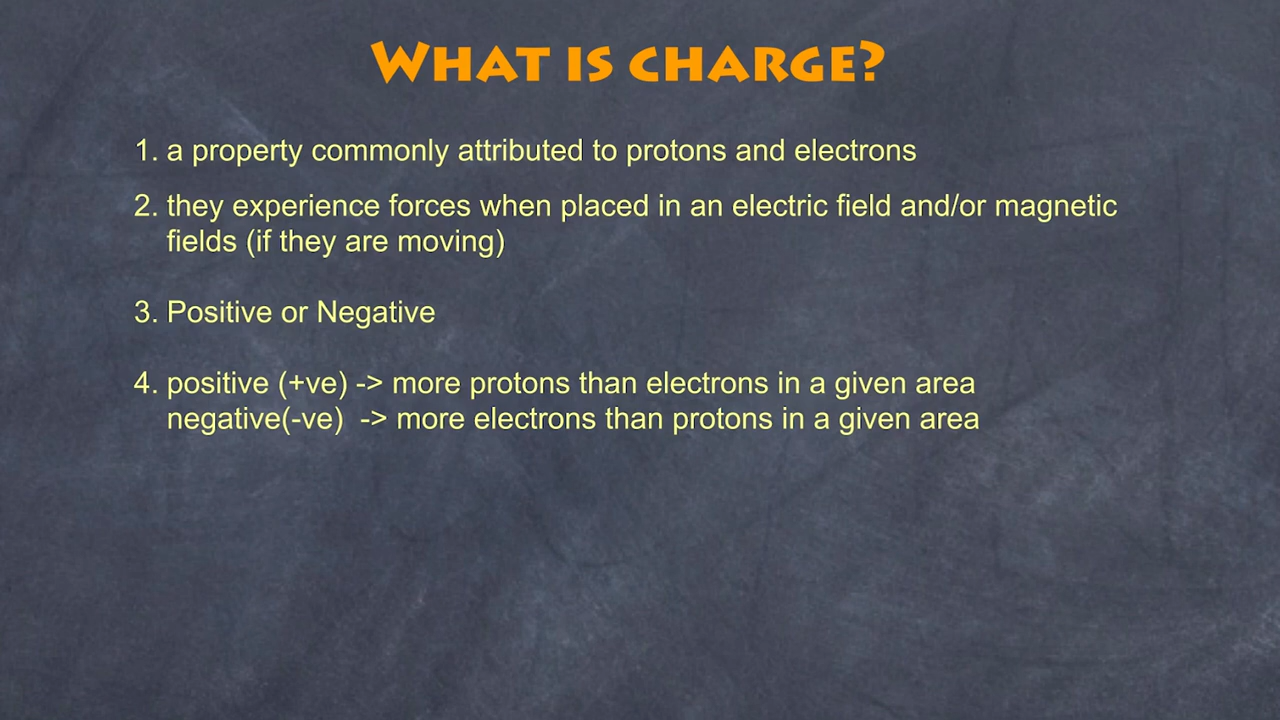 WHAT IS CHARGE?
1. a property commonly attributed to protons and electrons
2. they experience forces when placed in an electric field and/or magnetic
fields (if they are moving)
3. Positive or Negative
4. positive (+ve) -> more protons than electrons in a given area
negative(-ve)  -> more electrons than protons in a given area